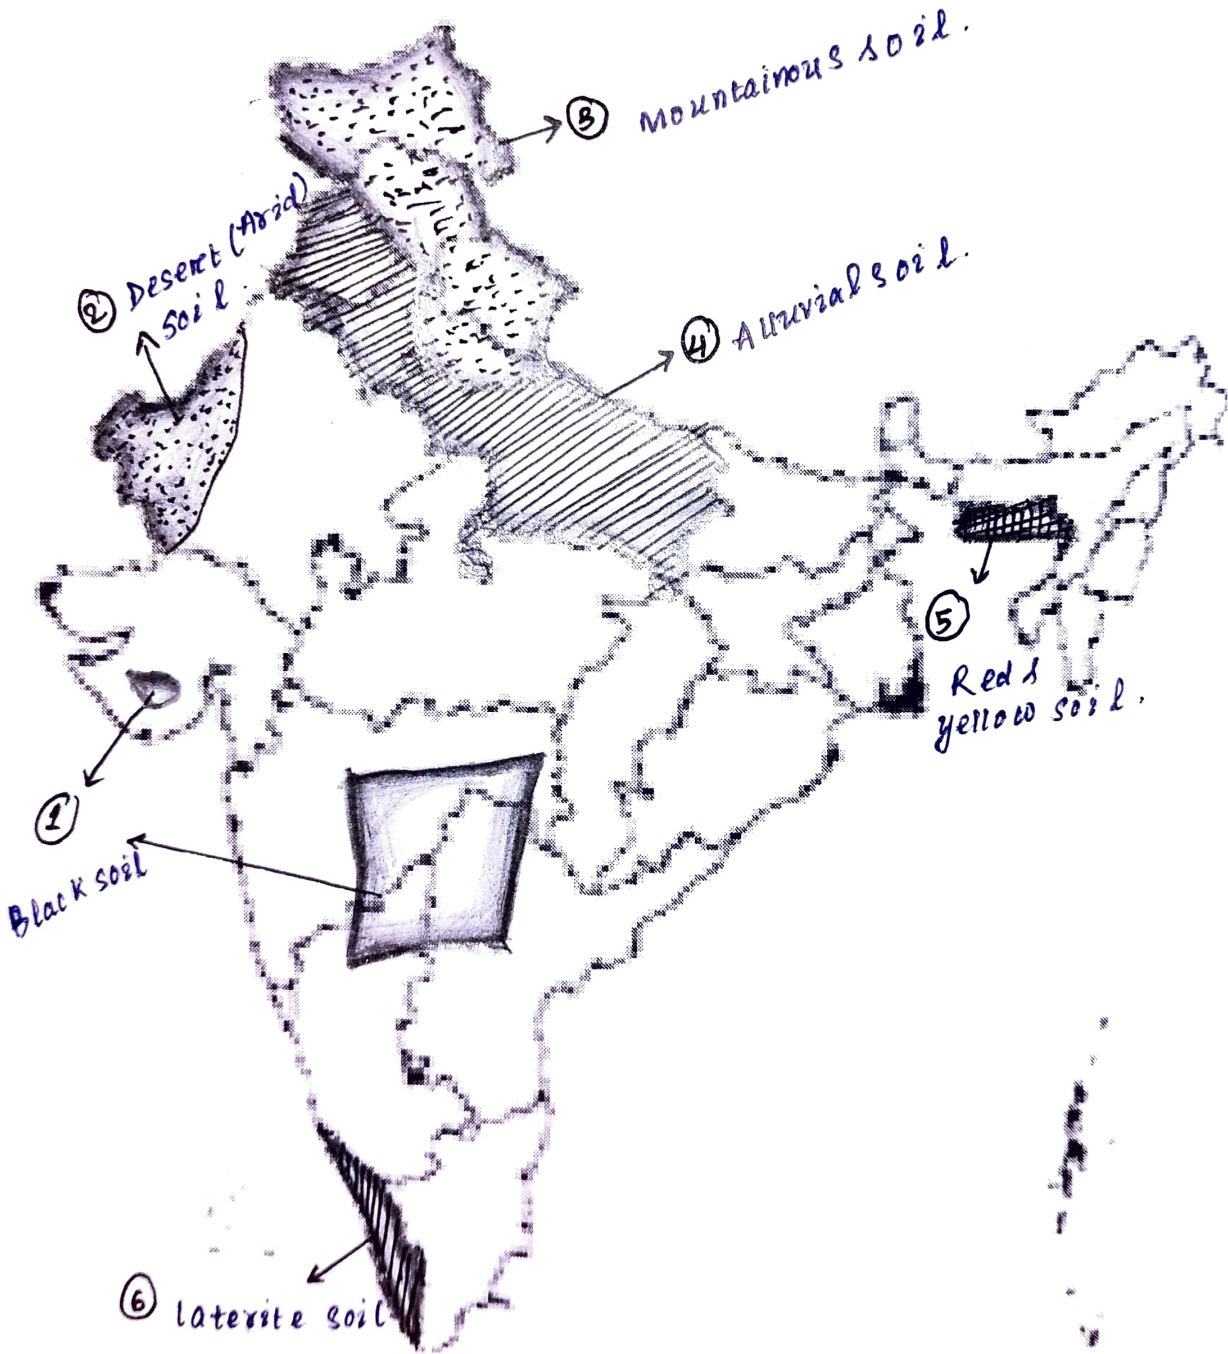 3 Mountainous soil.
2 Deseret (Arid)
soil
4 Alluvial soil.
5
Red &
yellow soil.
1
Black soil
6 laterite soil